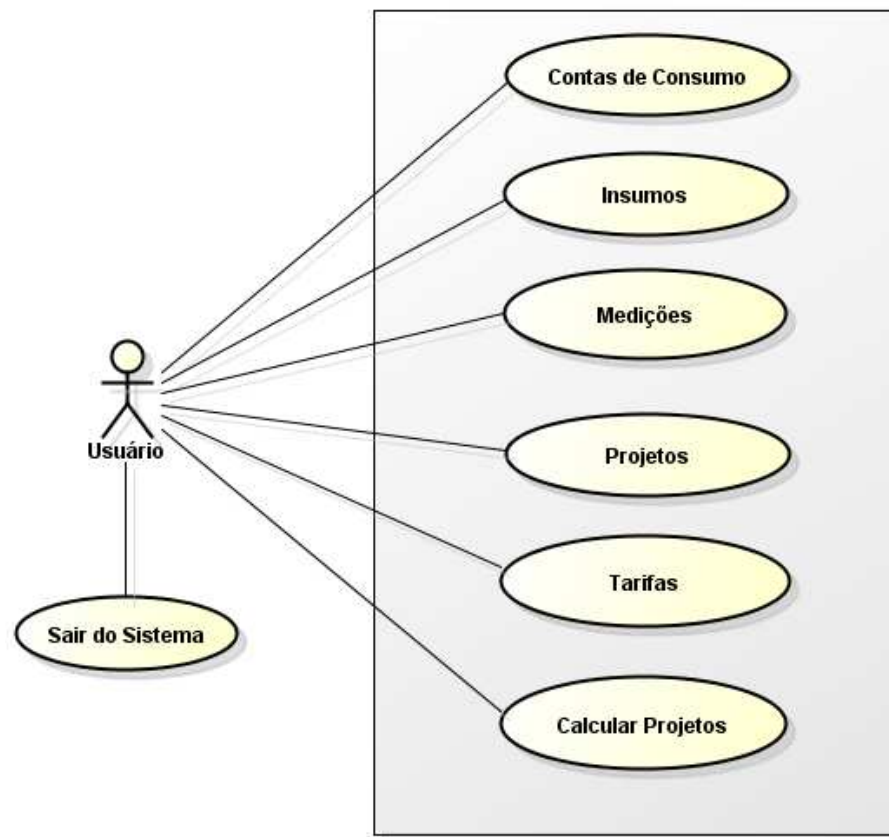 Contas de Consumo
Insumos
Medições
Usuário
Projetos
Tarifas
Sair do Sistema
Calcular Projetos